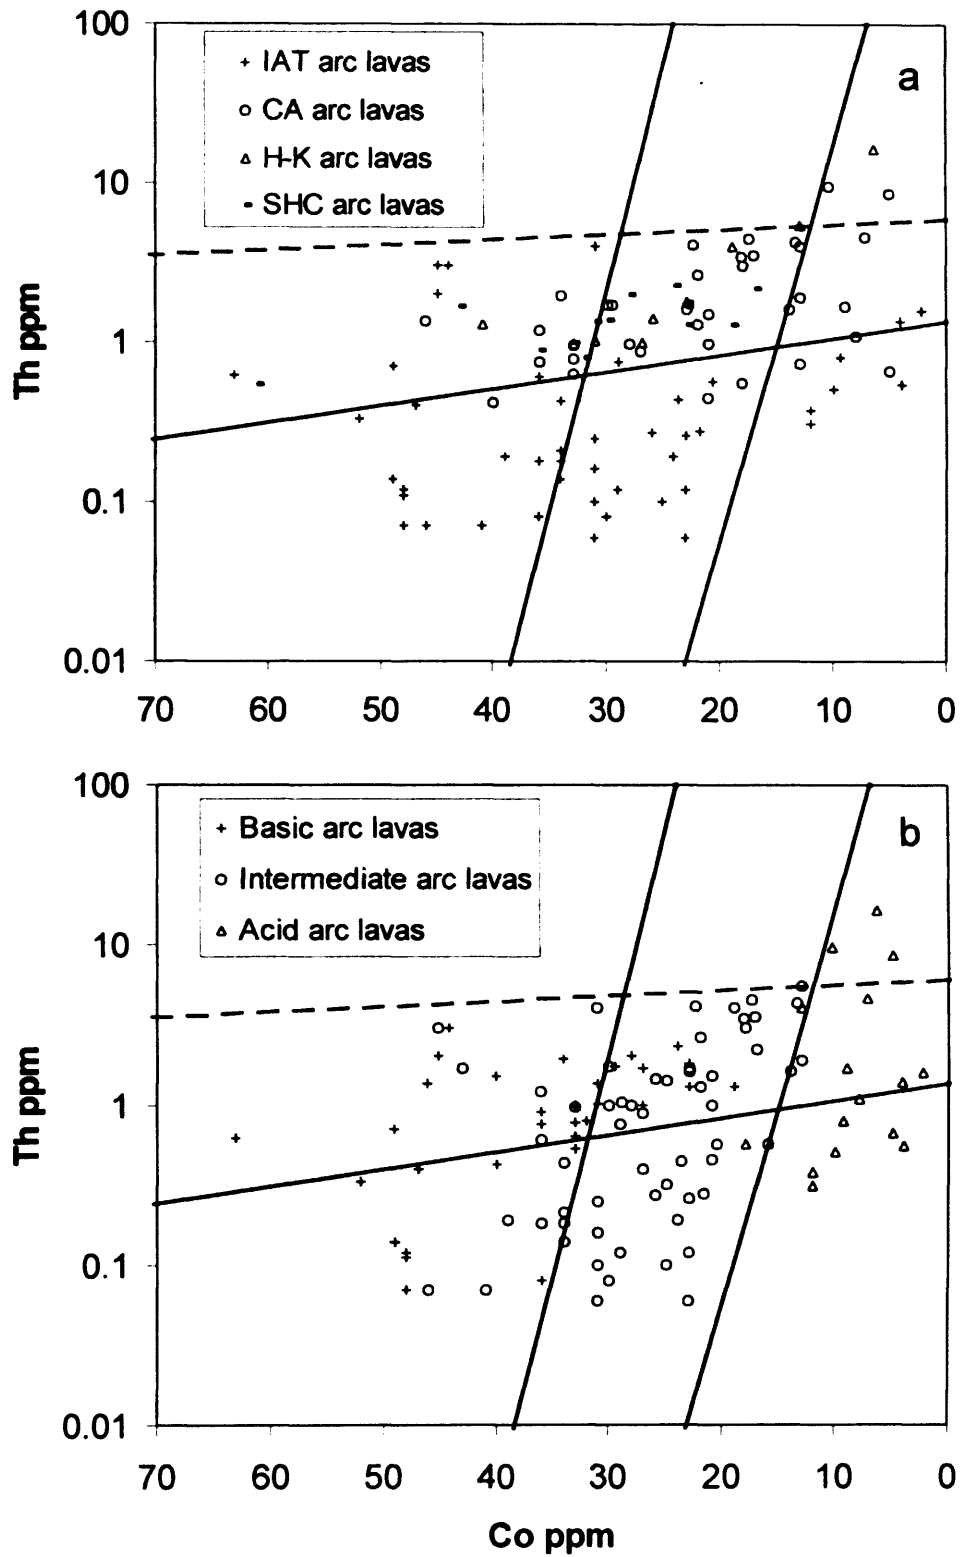 100
10
1
0.1
0.01
Th ppm
IAT arc lavas
CA arc lavas
H-K arc lavas
SHC arc lavas
a
70 60 50 40 30 20 10 0
100
10
1
0.1
0.01
Th ppm
Basic arc lavas
Intermediate arc lavas
Acid arc lavas
b
70 60 50 40 30 20 10 0
Co ppm